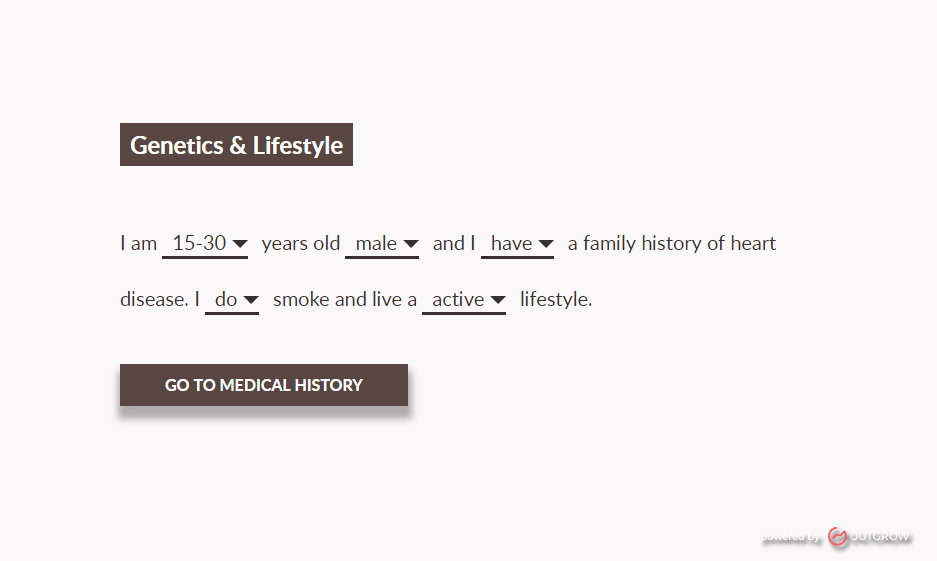 Genetics & Lifestyle
I am 15-30 years old male and I have a family history of heart
disease. I do smoke and live a active lifestyle.
GO TO MEDICAL HISTORY
powered by OUTGROW